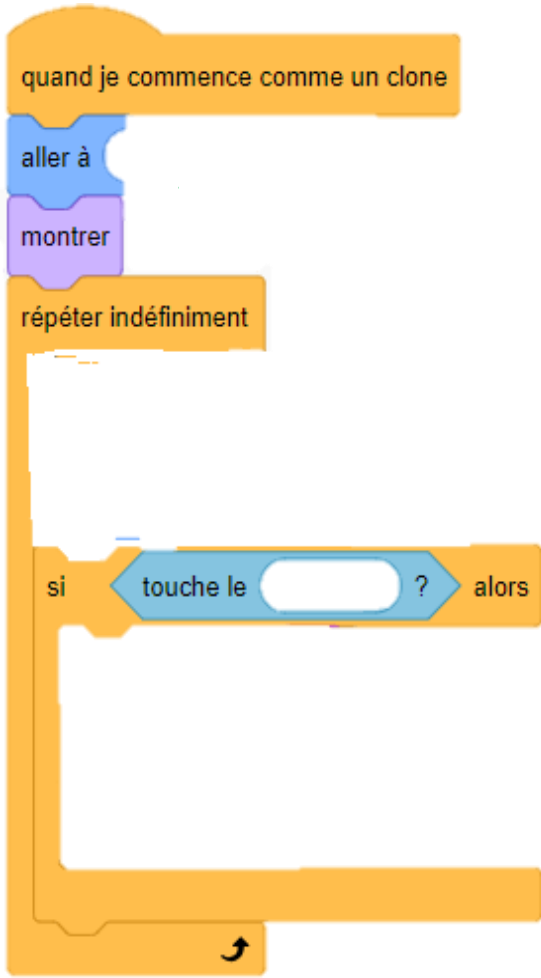 quand je commence comme un clone
aller à
montrer
répéter indéfiniment
si touche le ? alors